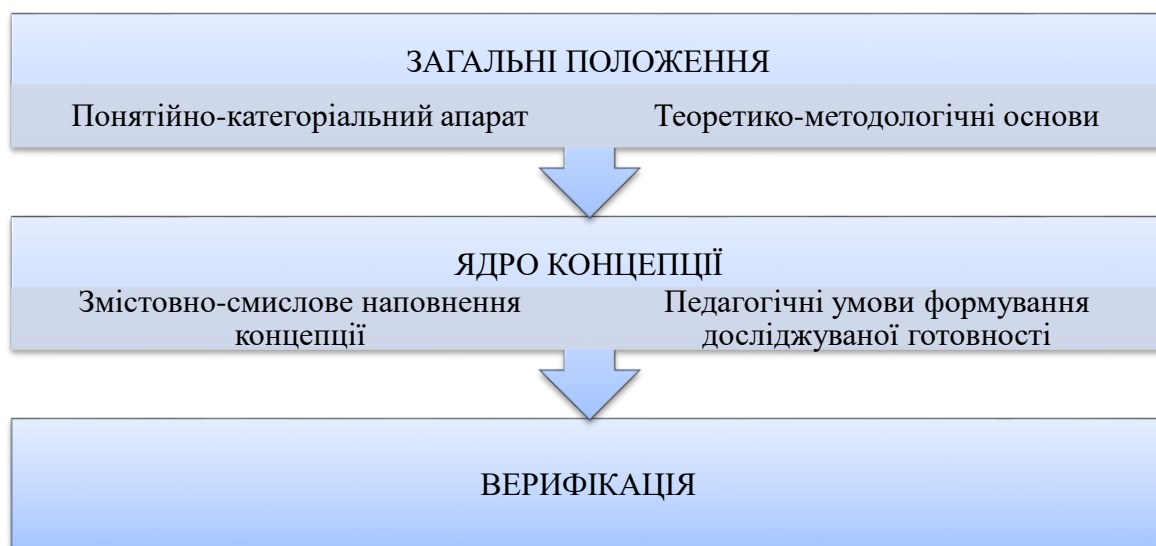 ЗАГАЛЬНІ ПОЛОЖЕННЯ
Понятійно-категоріальний апарат
Теоретико-методологічні основи
ЯДРО КОНЦЕПЦІЇ
Змістовно-смислове наповнення
концепції
Педагогічні умови формування
досліджуваної готовності
ВЕРИФІКАЦІЯ